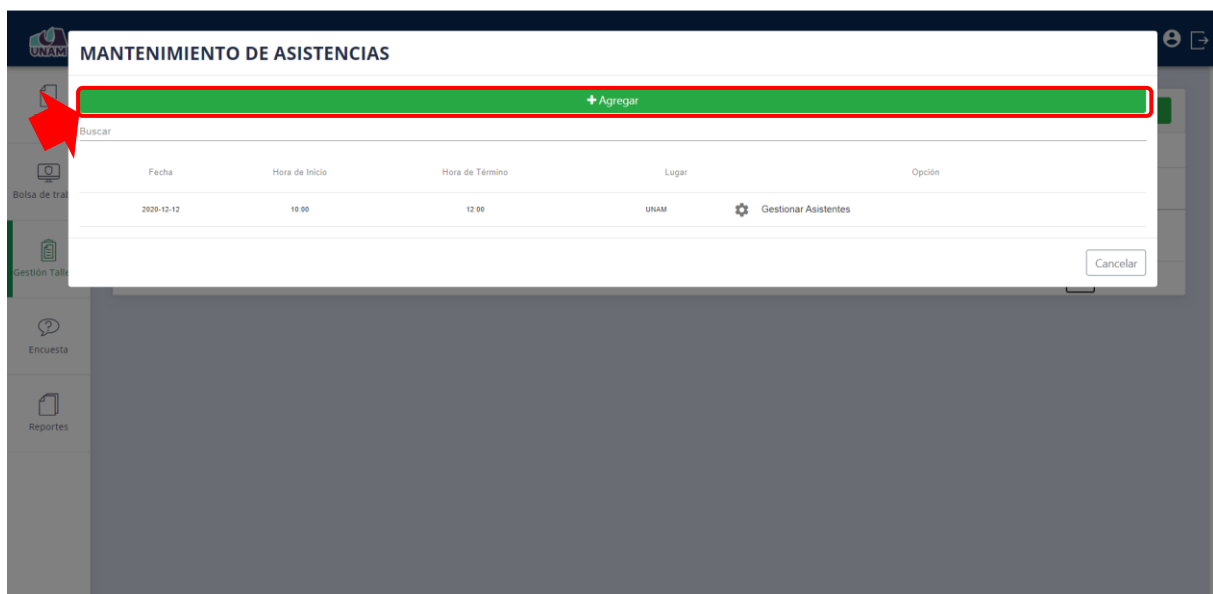 UNAM
MANTENIMIENTO DE ASISTENCIAS
+ Agregar
Buscar
Fecha Hora de Inicio Hora de Término Lugar Opción
2020-12-12 10:00 12:00 UNAM Gestionar Asistentes
Cancelar
Bolsa de trab
Gestión Talle
Encuesta
Reportes